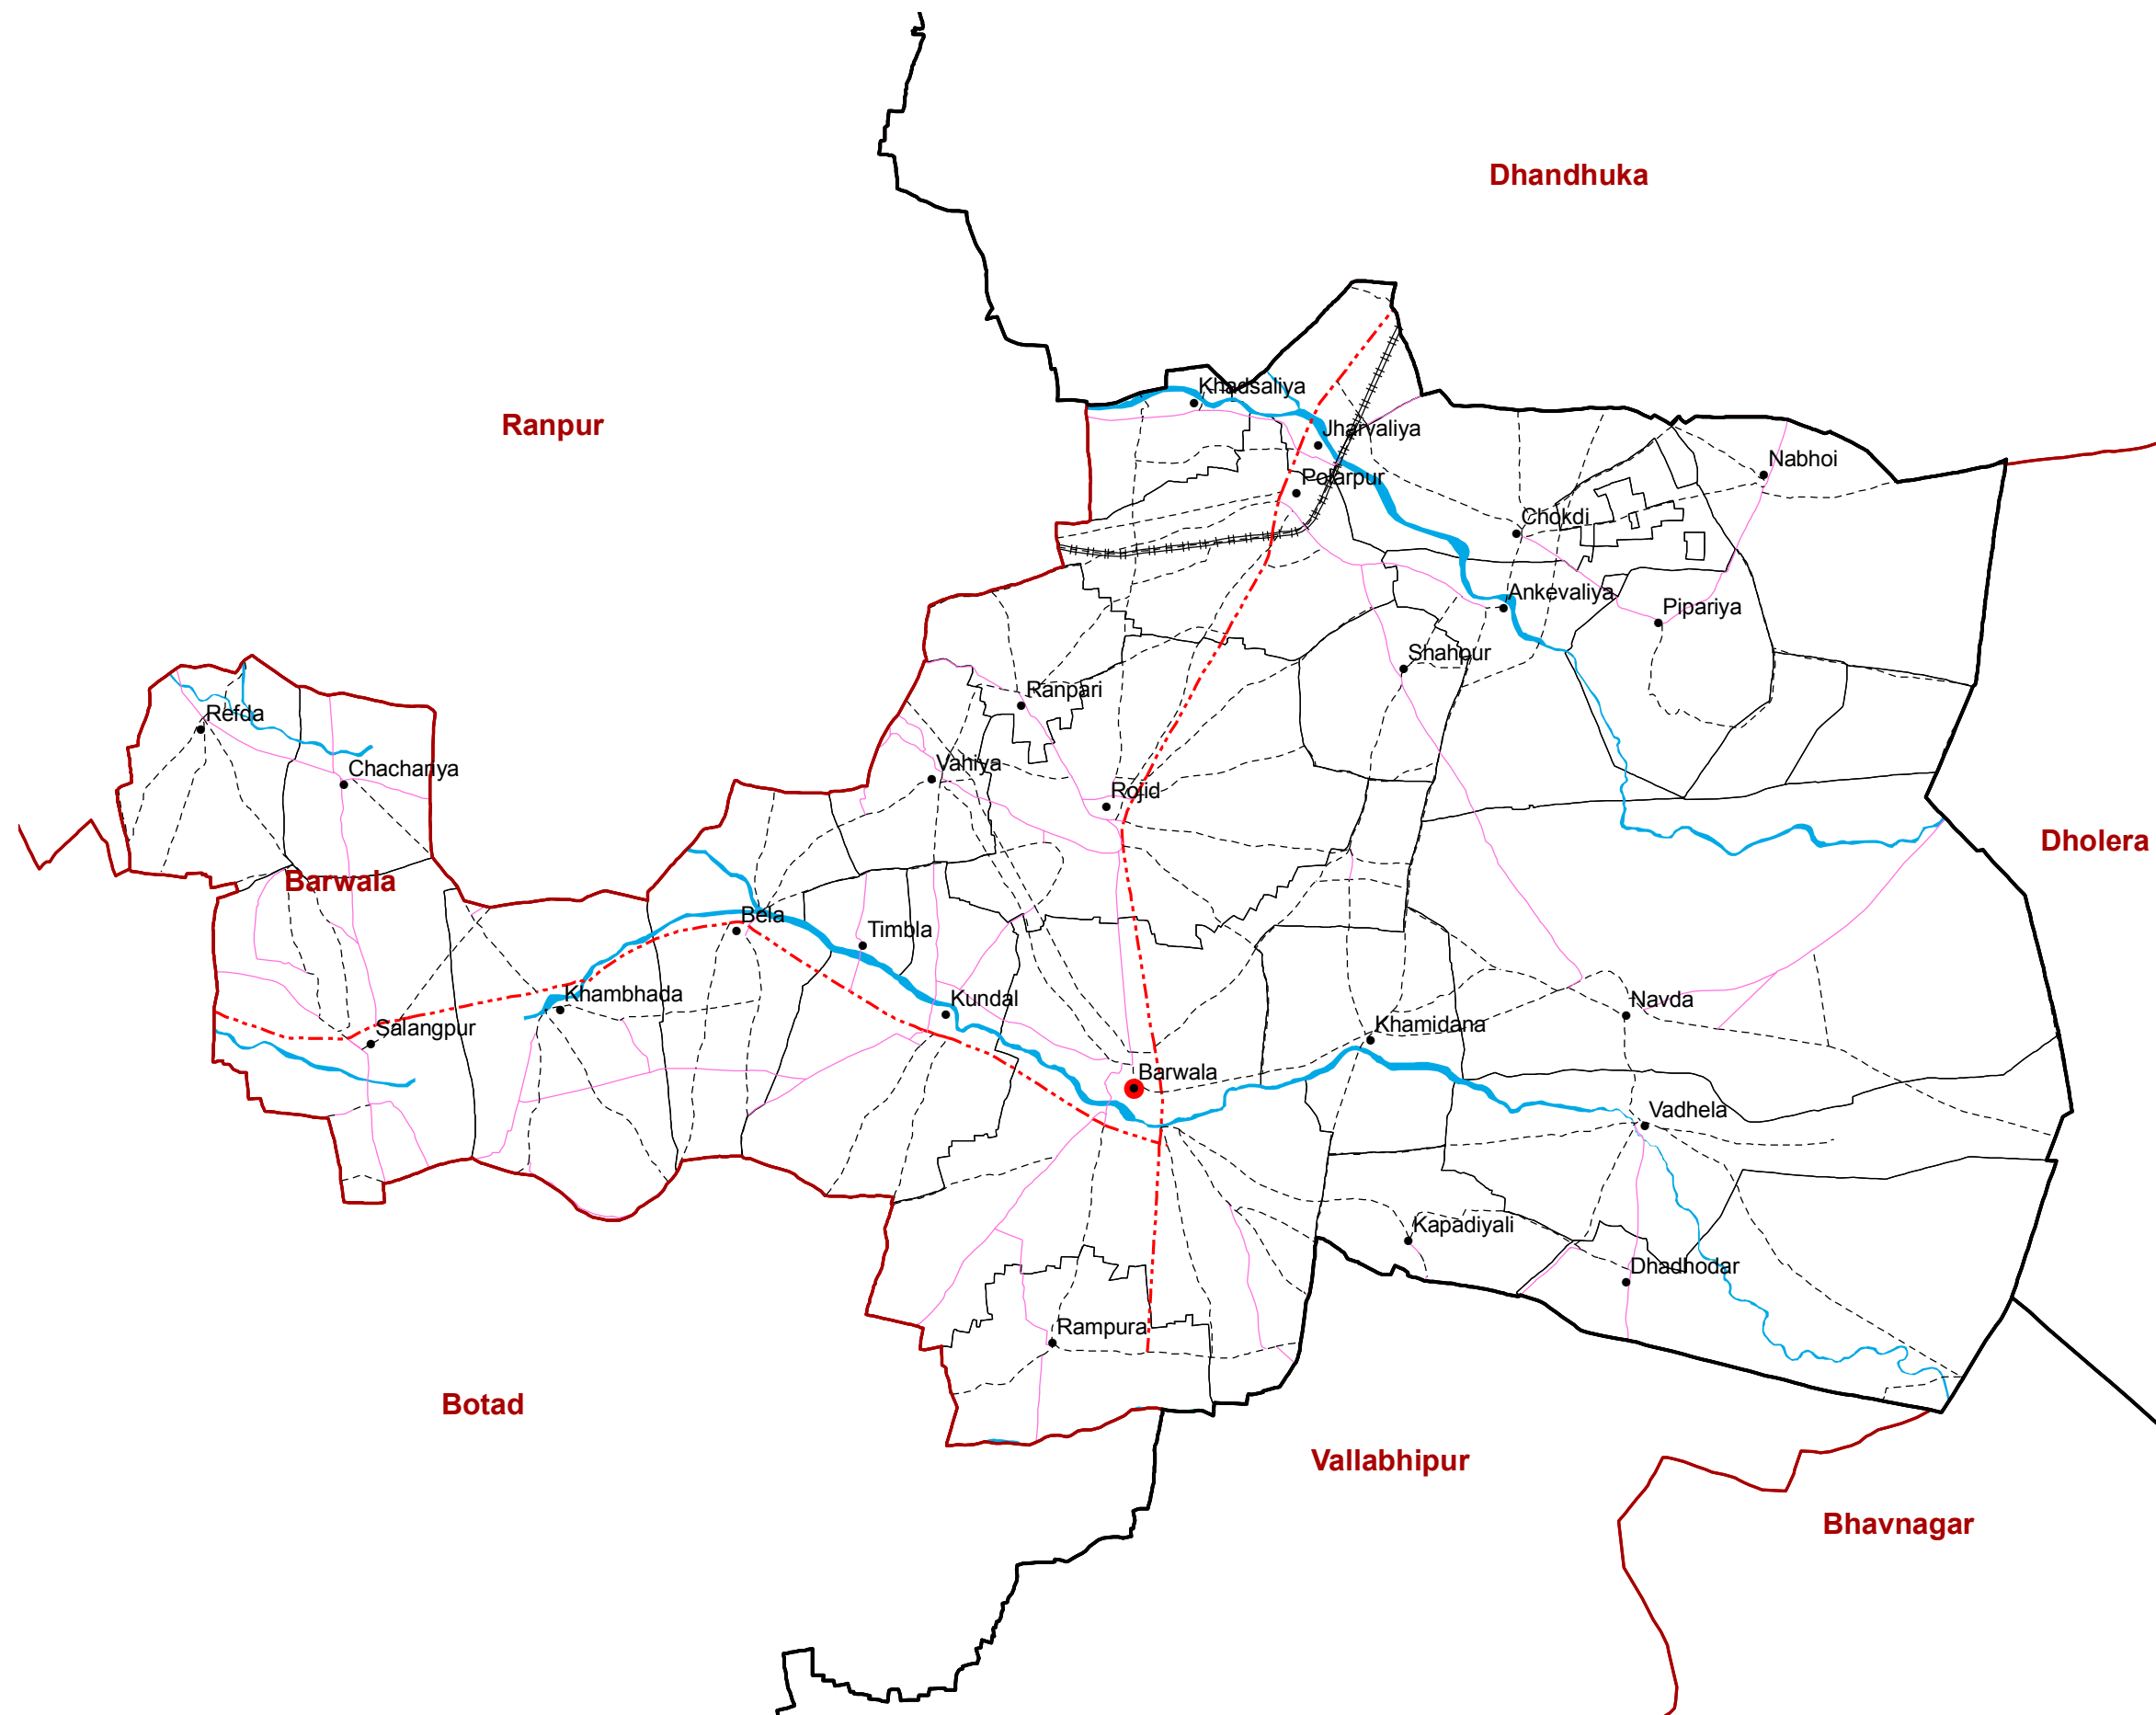 Dhandhuka
Khadsaliya
Ranpur
Jharvaliya
Nabhoi
Polarpur
Chokdi
Ankevaliya
Pipariya
Shahpur
Ranpari
Refda
Vahiya
Chachariya
Rojid
Dholera
Barwala
Bela
Timbla
Khambhada
Kundal
Navda
Salangpur
Khamidana
Barwala
Vadhela
Kapadiyali
Dhadhodar
Rampura
Botad
Vallabhipur
Bhavnagar